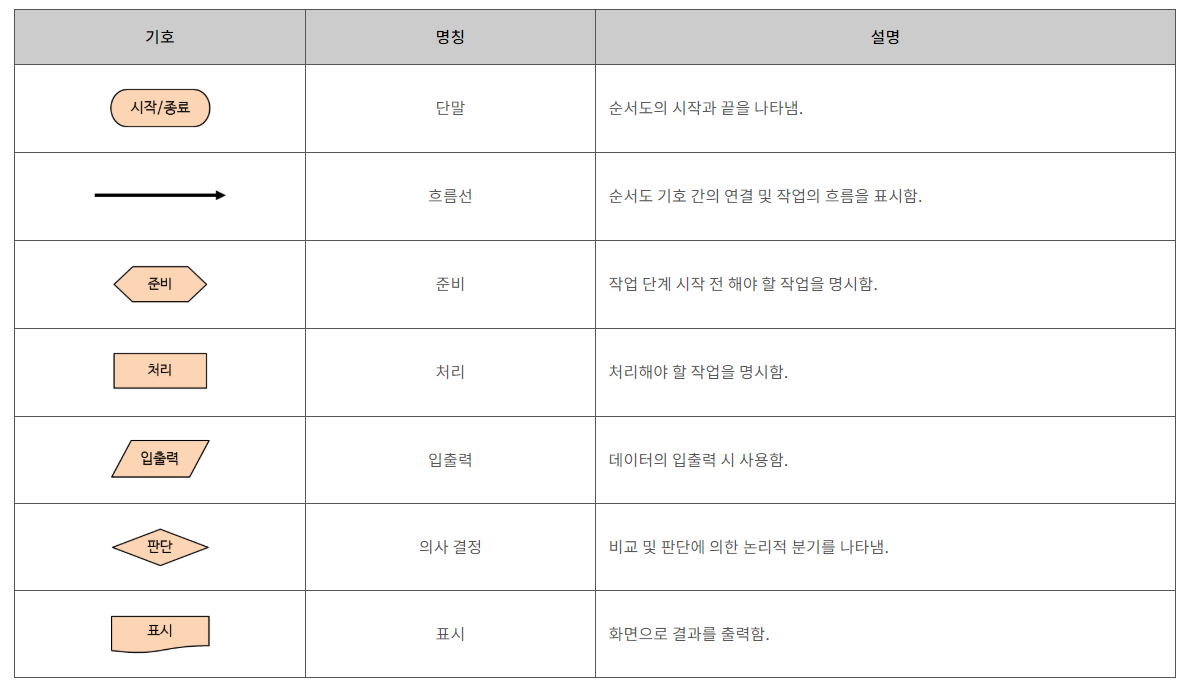 기호 명칭 설명
시작/종료 단말 순서도의 시작과 끝을 나타냄.
흐름선 순서도 기호 간의 연결 및 작업의 흐름을 표시함.
준비 준비 작업 단계 시작 전 해야 할 작업을 명시함.
처리 처리 처리해야 할 작업을 명시함.
입출력 입출력 데이터의 입출력 시 사용함.
판단 의사 결정 비교 및 판단에 의한 논리적 분기를 나타냄.
표시 표시 화면으로 결과를 출력함.